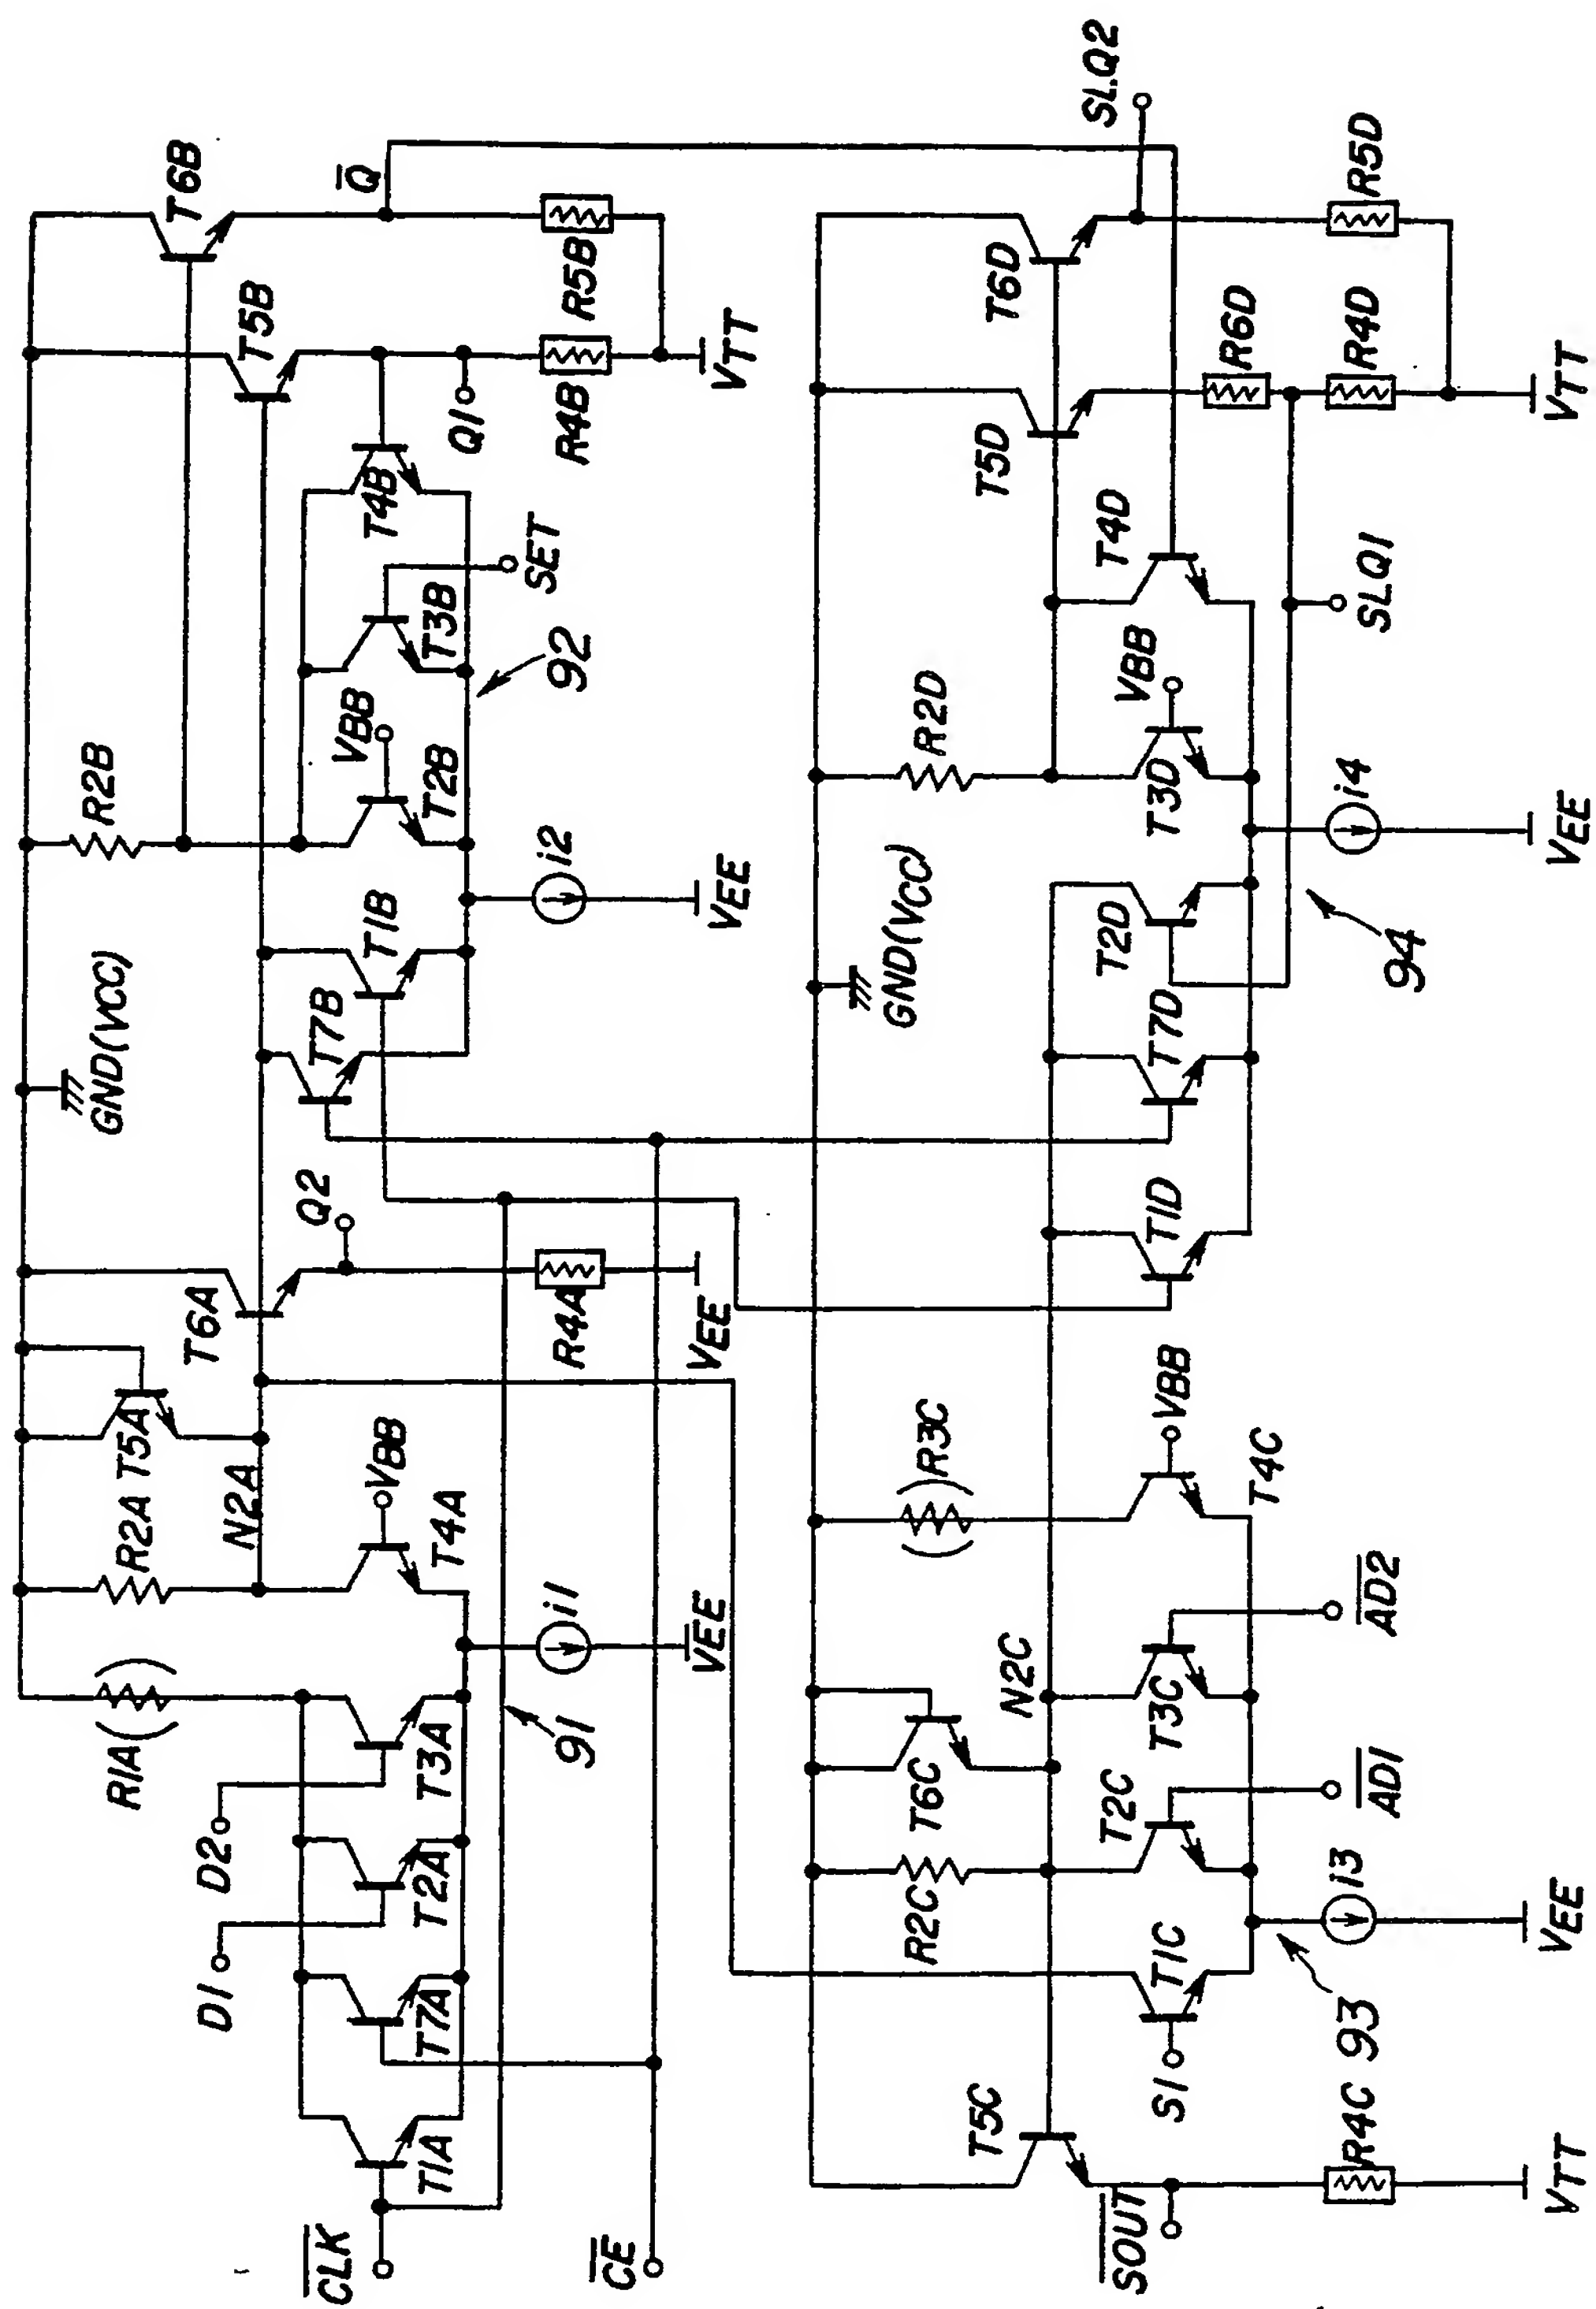 T6B
Q
SLQ2
T5B
R5B
R5D
T6D
Q1
R4B
VTT
R6D
R4D
VTT
T5D
T4B
SET
T4D
SLQ1
T3B
92
VBB
R2B
VBB
T2B
R2D
T3D
i2
VEE
i4
VEE
T1B
GND(VCC)
T2D
94
GND(VCC)
T7B
T7D
Q2
T1D
T6A
R4A
VEE
VBB
T5A
R3C
VBB
N2A
T4C
R2A
T4A
i1
VEE
AD2
R1A
T3A
91
N2C
T3C
D2
T2A
T6C
T2C
AD1
D1
R2C
i3
VEE
T7A
T1C
93
T5C
S1
R4C
VTT
T1A
CLK
CE
SOUT